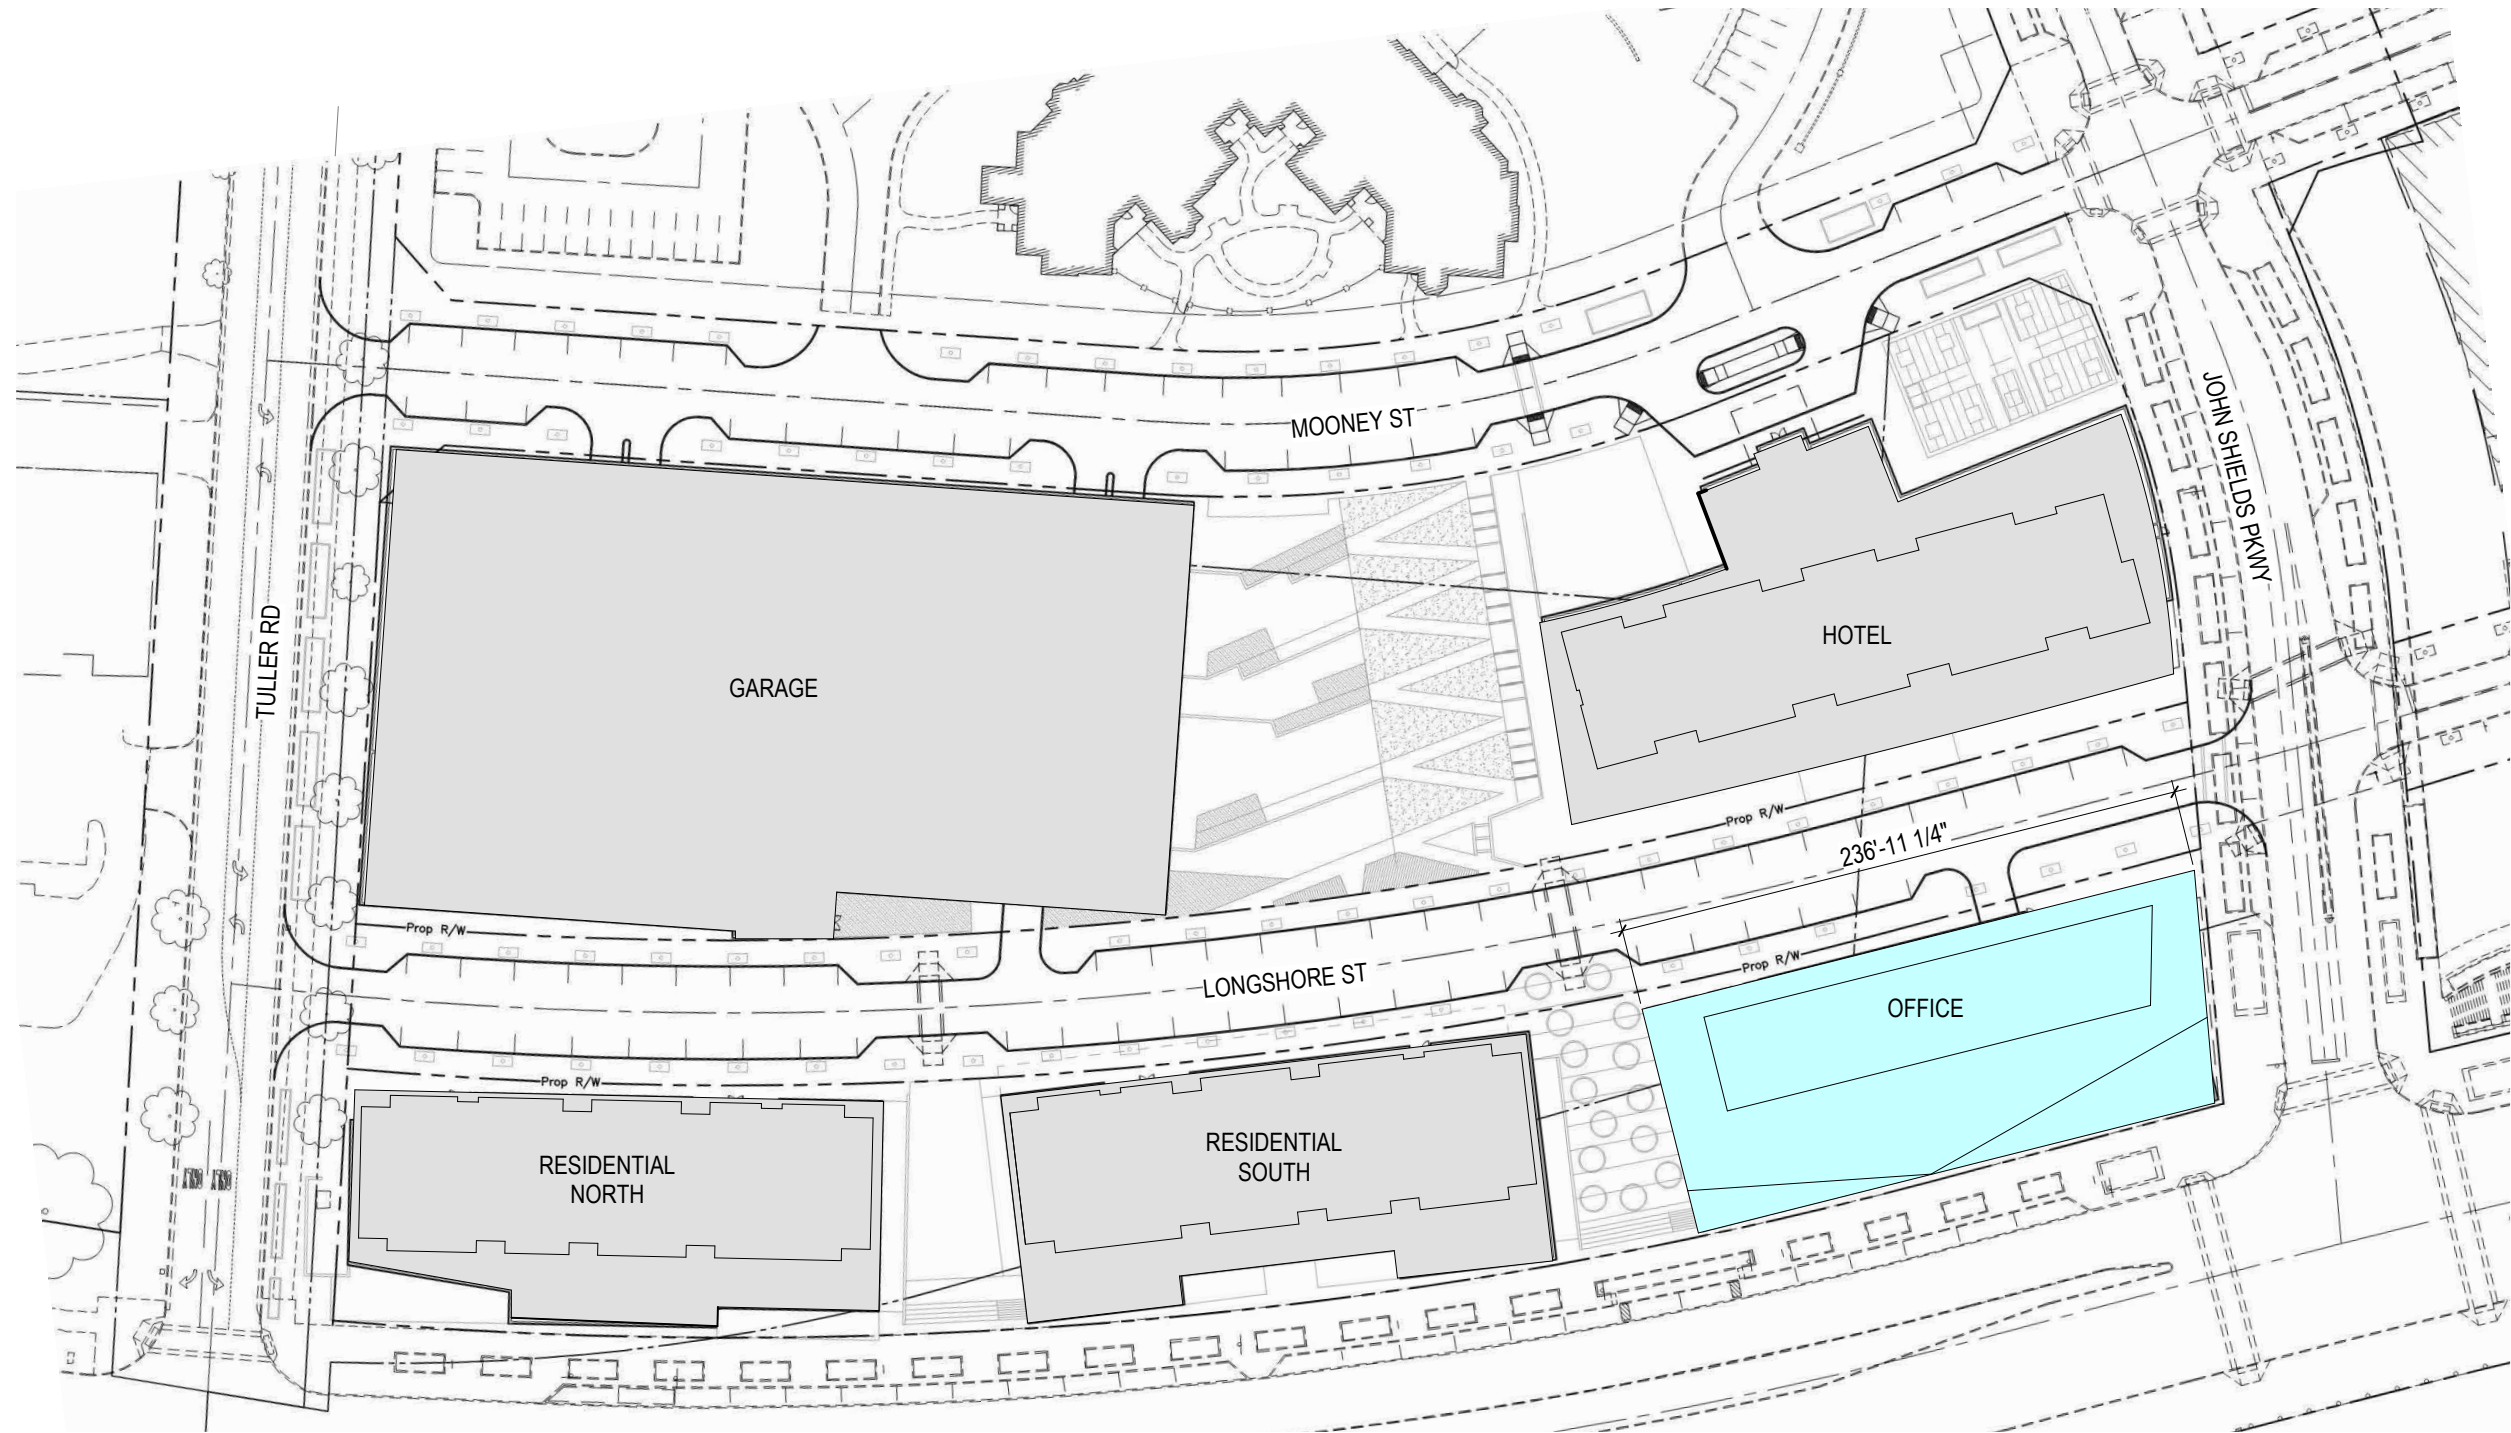 MOONEY ST
JOHN SHIELDS PKWY
TULLER RD
HOTEL
GARAGE
Prop R/W
236'-11 1/4"
Prop R/W
Prop R/W
LONGSHORE ST
OFFICE
Prop R/W
RESIDENTIAL
NORTH
RESIDENTIAL
SOUTH